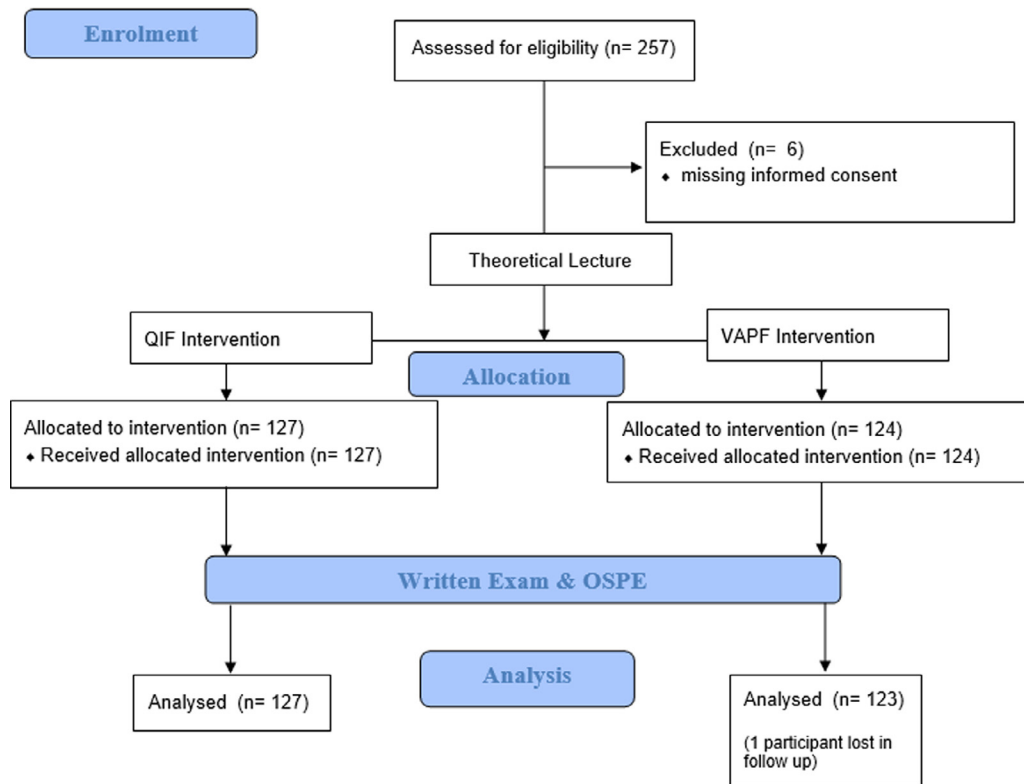 Enrolment
Assessed for eligibility (n= 257)
Excluded (n= 6)
⬧ missing informed consent
Theoretical Lecture
QIF Intervention
VAPF Intervention
Allocation
Allocated to intervention (n= 127)
⬧ Received allocated intervention (n= 127)
Allocated to intervention (n= 124)
⬧ Received allocated intervention (n= 124)
Written Exam & OSPE
Analysis
Analysed (n= 127)
Analysed (n= 123)
(1 participant lost in
follow up)